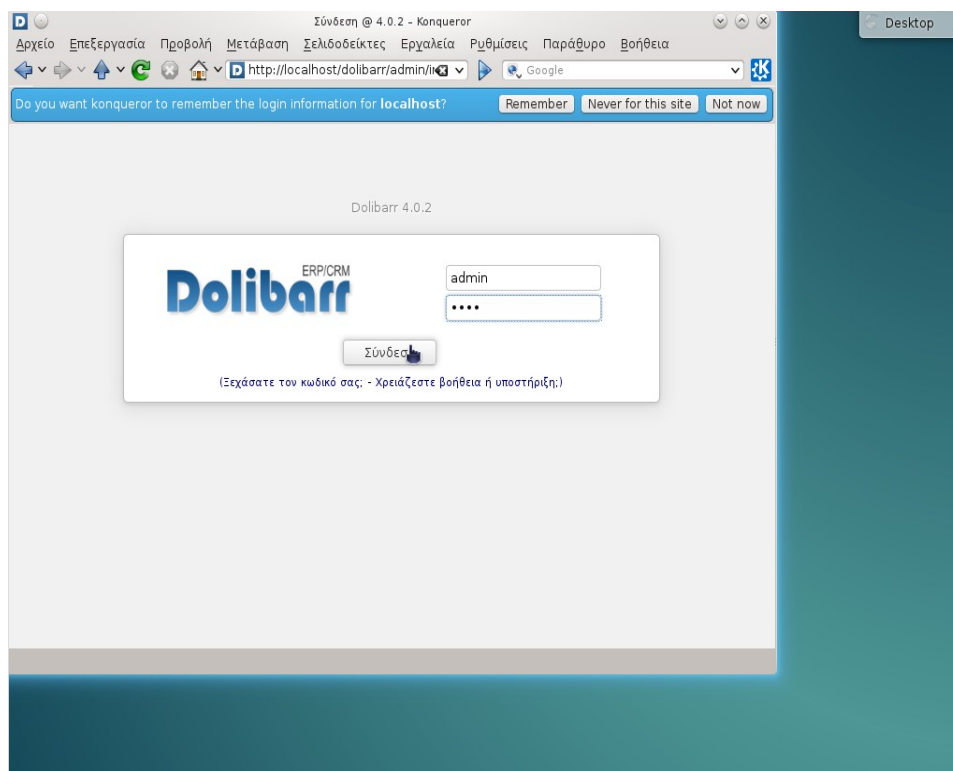 Σύνδεση @ 4.0.2 - Konqueror
Desktop
Αρχείο Επεξεργασία Προβολή Μετάβαση Σελιδοδείκτες Εργαλεία Ρυθμίσεις Παράθυρο Βοήθεια
http://localhost/dolibarr/admin/ Google
Do you want konqueror to remember the login information for localhost? Remember Never for this site Not now
Dolibarr 4.0.2
ERP/CRM
Dolibarr
admin
••••
(Ξεχάσατε τον κωδικό σας; - Χρειάζεστε βοήθεια ή υποστήριξη;)